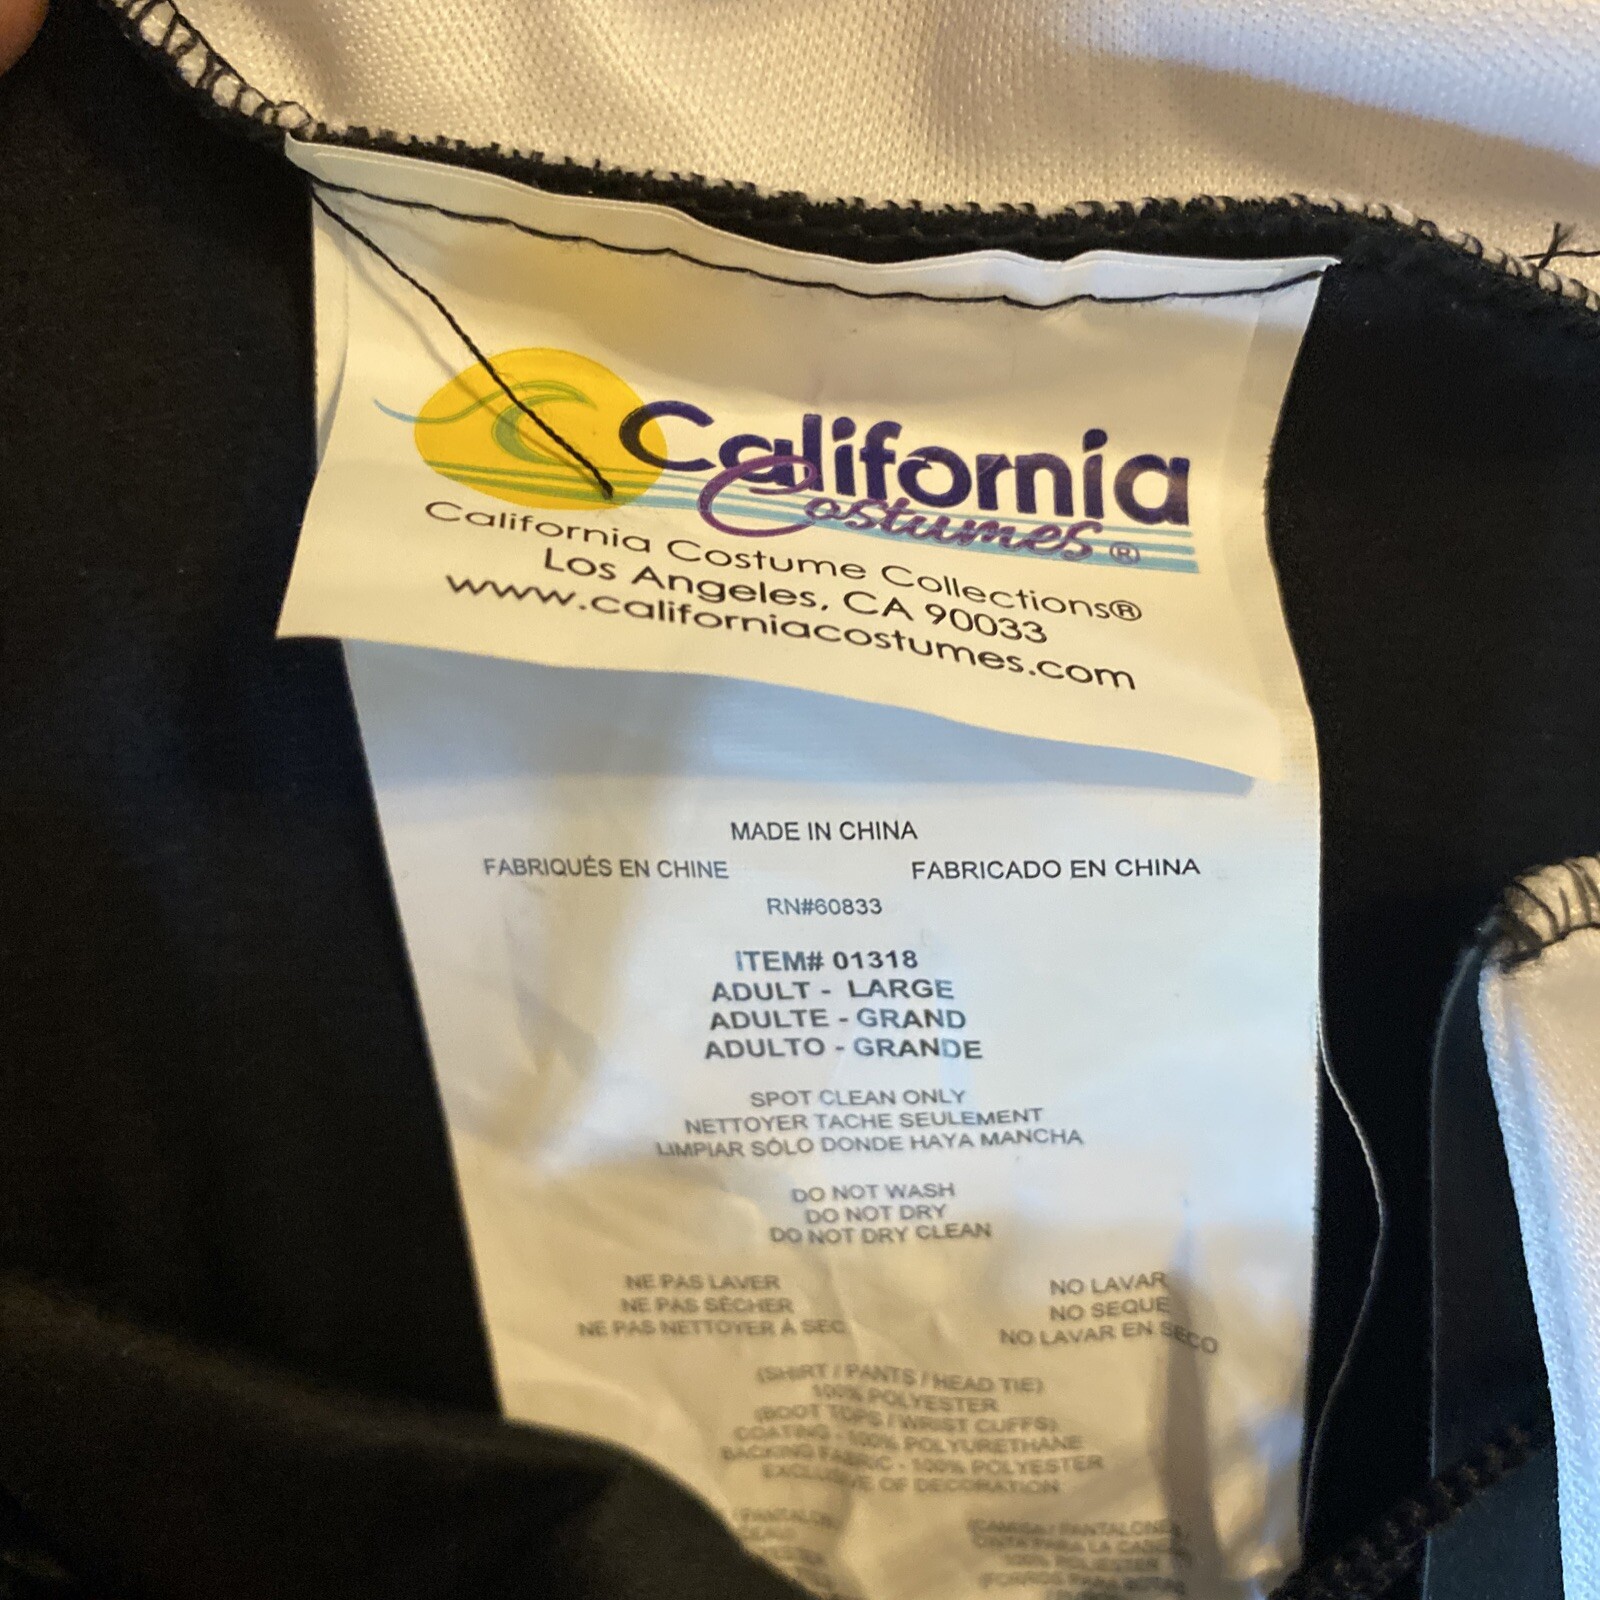 California
Costumes®
California Costume Collections®
Los Angeles, CA 90033
www.californiacostumes.com
MADE IN CHINA
FABRIQUÉS EN CHINE FABRICADO EN CHINA
RN#60833
ITEM# 01318
ADULT - LARGE
ADULTE - GRAND
ADULTO - GRANDE
SPOT CLEAN ONLY
NETTOYER TACHE SEULEMENT
LIMPIAR SÓLO DONDE HAYA MANCHA
DO NOT WASH
DO NOT DRY
DO NOT DRY CLEAN
NE PAS LAVER NO LAVAR
NE PAS SÉCHER NO SEQUE
NE PAS NETTOYER À SEC NO LAVAR EN SECO
(SHIRT / PANTS / HEAD TIE)
100% POLYESTER
(BOOT TOPS / WRIST CUFFS)
COATING - 100% POLYURETHANE
BACKING FABRIC - 100% POLYESTER
EXCLUSIVE OF DECORATION
100% POLIESTER